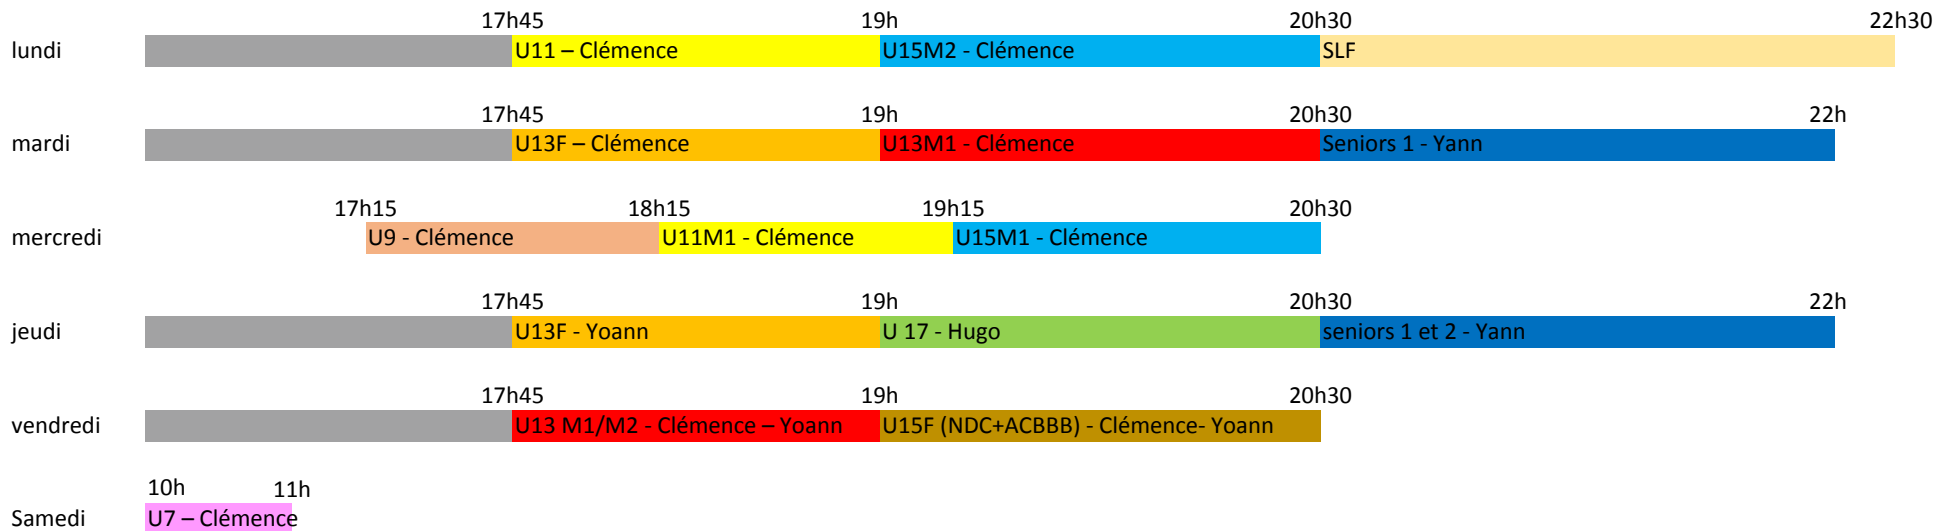 17h45 19h 20h30 22h30
lundi U11 – Clémence U15M2 - Clémence SLF
17h45 19h 20h30 22h
mardi U13F – Clémence U13M1 - Clémence Seniors 1 - Yann
17h15 18h15 19h15 20h30
mercredi U9 - Clémence U11M1 - Clémence U15M1 - Clémence
17h45 19h 20h30 22h
jeudi U13F - Yoann U 17 - Hugo seniors 1 et 2 - Yann
17h45 19h 20h30
vendredi U13 M1/M2 - Clémence – Yoann U15F (NDC+ACBBB) - Clémence- Yoann
10h 11h
Samedi U7 – Clémence